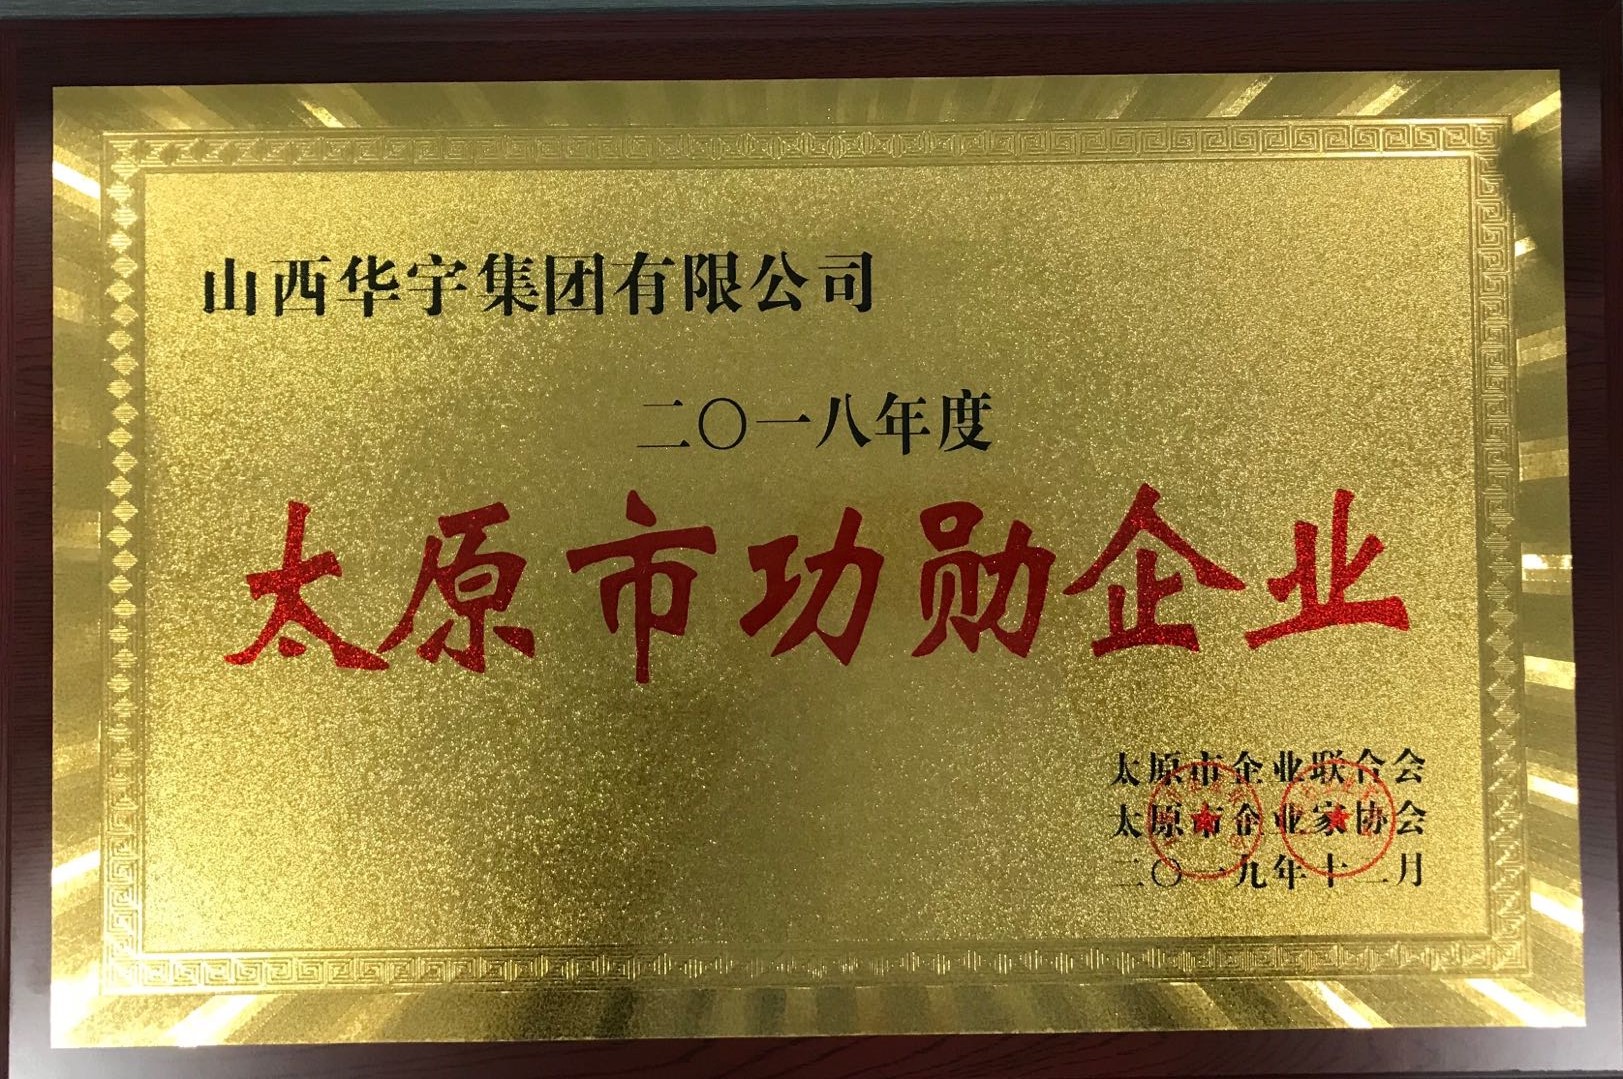 山西华宇集团有限公司
二〇一八年度
太原市功勋企业
太原市企业联合会
太原市企业家协会
二〇一九年十二月